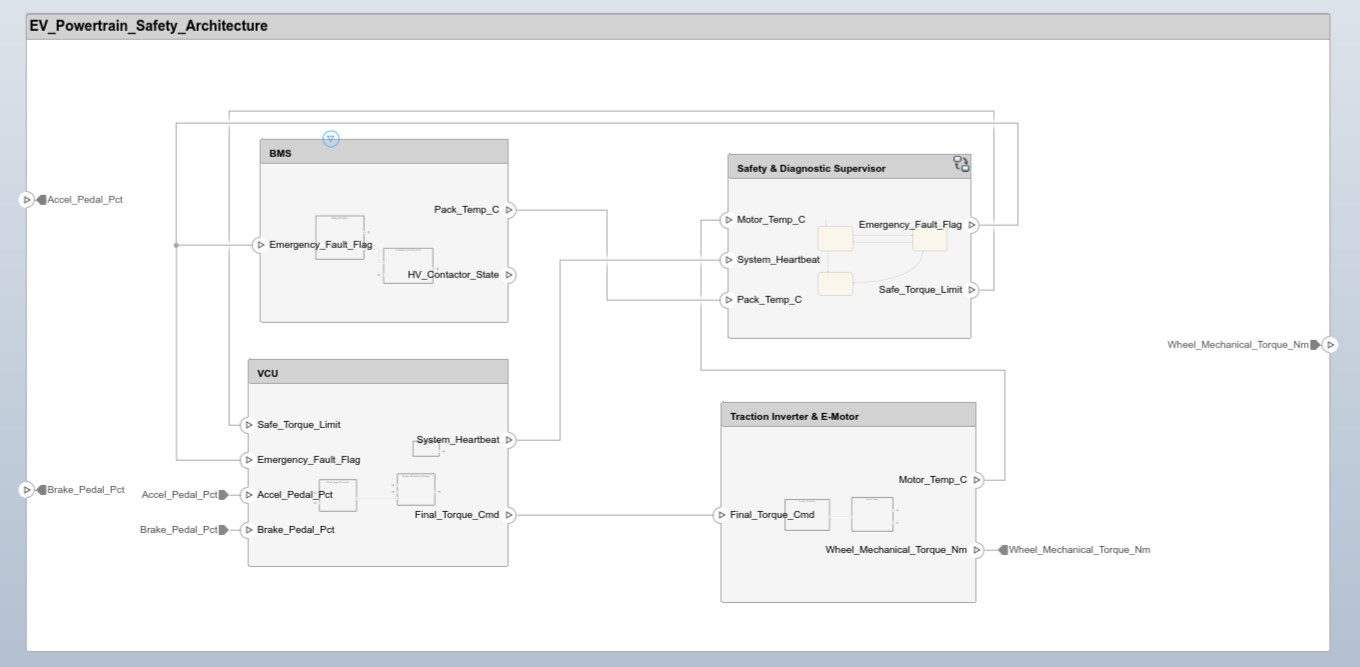 EV_Powertrain_Safety_Architecture
Accel_Pedal_Pct
Brake_Pedal_Pct
BMS
Pack_Temp_C
Emergency_Fault_Flag
HV_Contactor_State
VCU
Safe_Torque_Limit
System_Heartbeat
Emergency_Fault_Flag
Accel_Pedal_Pct
Accel_Pedal_Pct
Final_Torque_Cmd
Brake_Pedal_Pct
Brake_Pedal_Pct
Safety & Diagnostic Supervisor
Motor_Temp_C
Emergency_Fault_Flag
System_Heartbeat
Safe_Torque_Limit
Pack_Temp_C
Traction Inverter & E-Motor
Motor_Temp_C
Final_Torque_Cmd
Wheel_Mechanical_Torque_Nm
Wheel_Mechanical_Torque_Nm
Wheel_Mechanical_Torque_Nm